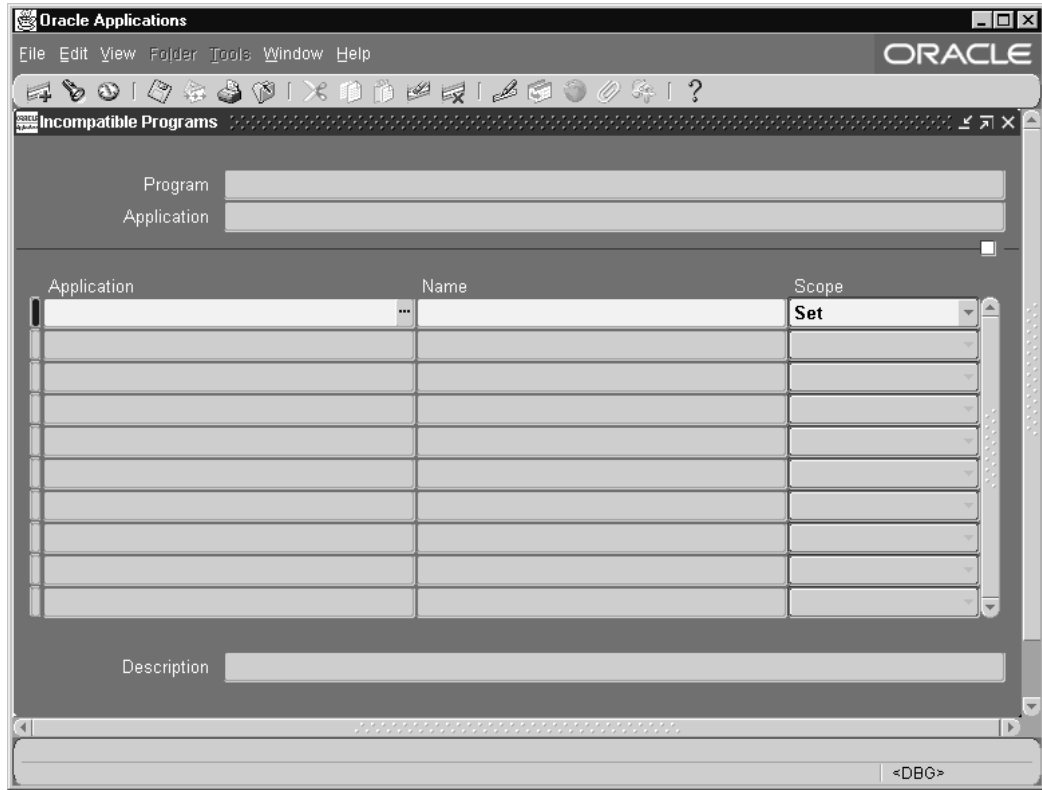 Oracle Applications
File Edit View Folder Tools Window Help
ORACLE
?
Incompatible Programs
Program
Application
Application Name Scope
Set
Description
<DBG>